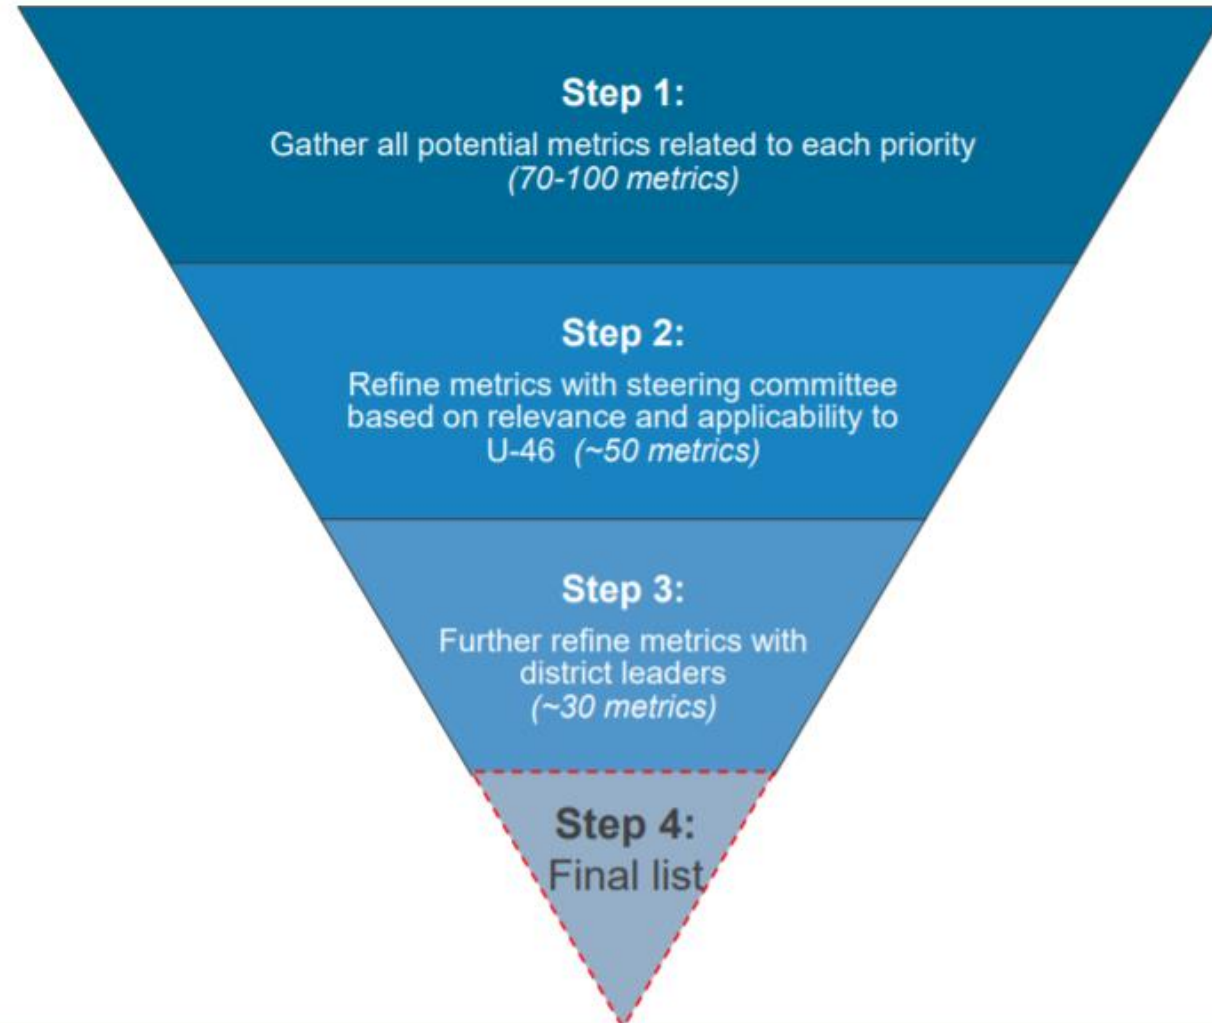 Step 1:
Gather all potential metrics related to each priority
(70-100 metrics)
Step 2:
Refine metrics with steering committee
based on relevance and applicability to
U-46 (~50 metrics)
Step 3:
Further refine metrics with
district leaders
(~30 metrics)
Step 4:
Final list